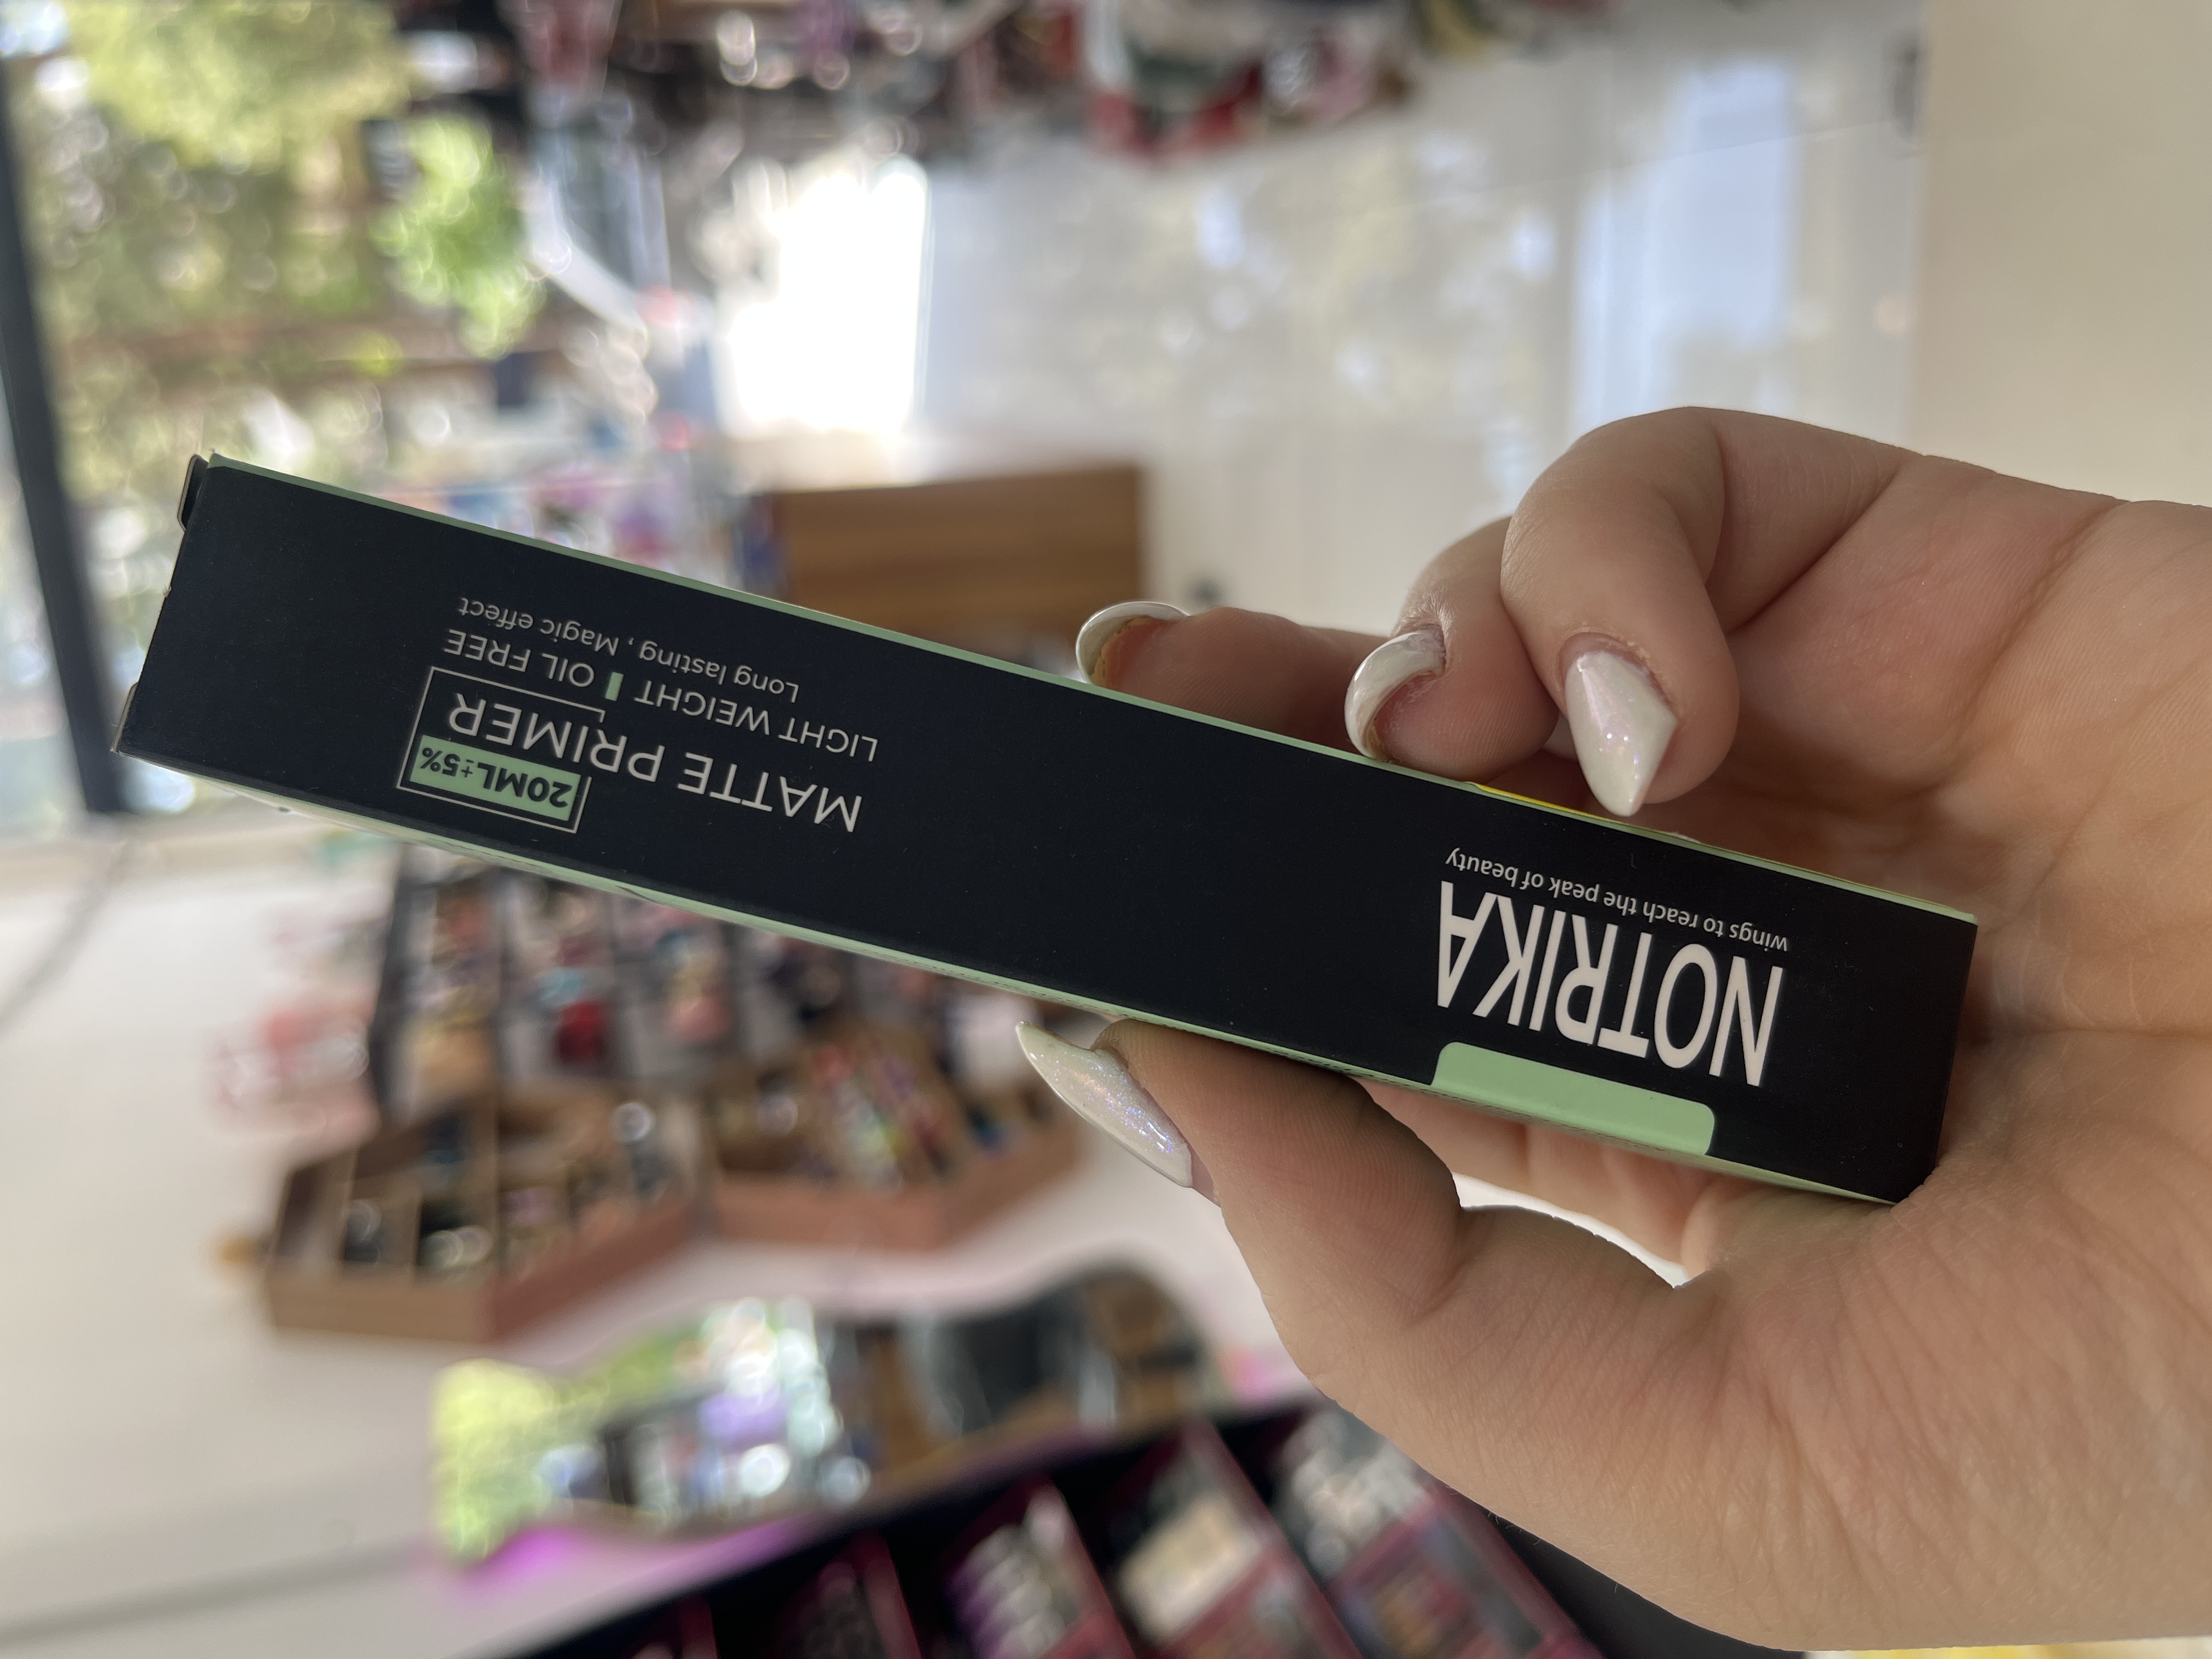 NOTRIKA
wings to reach the peak of beauty
20ML±5%
MATTE PRIMER
LIGHT WEIGHT | OIL FREE
Long lasting , Magic effect